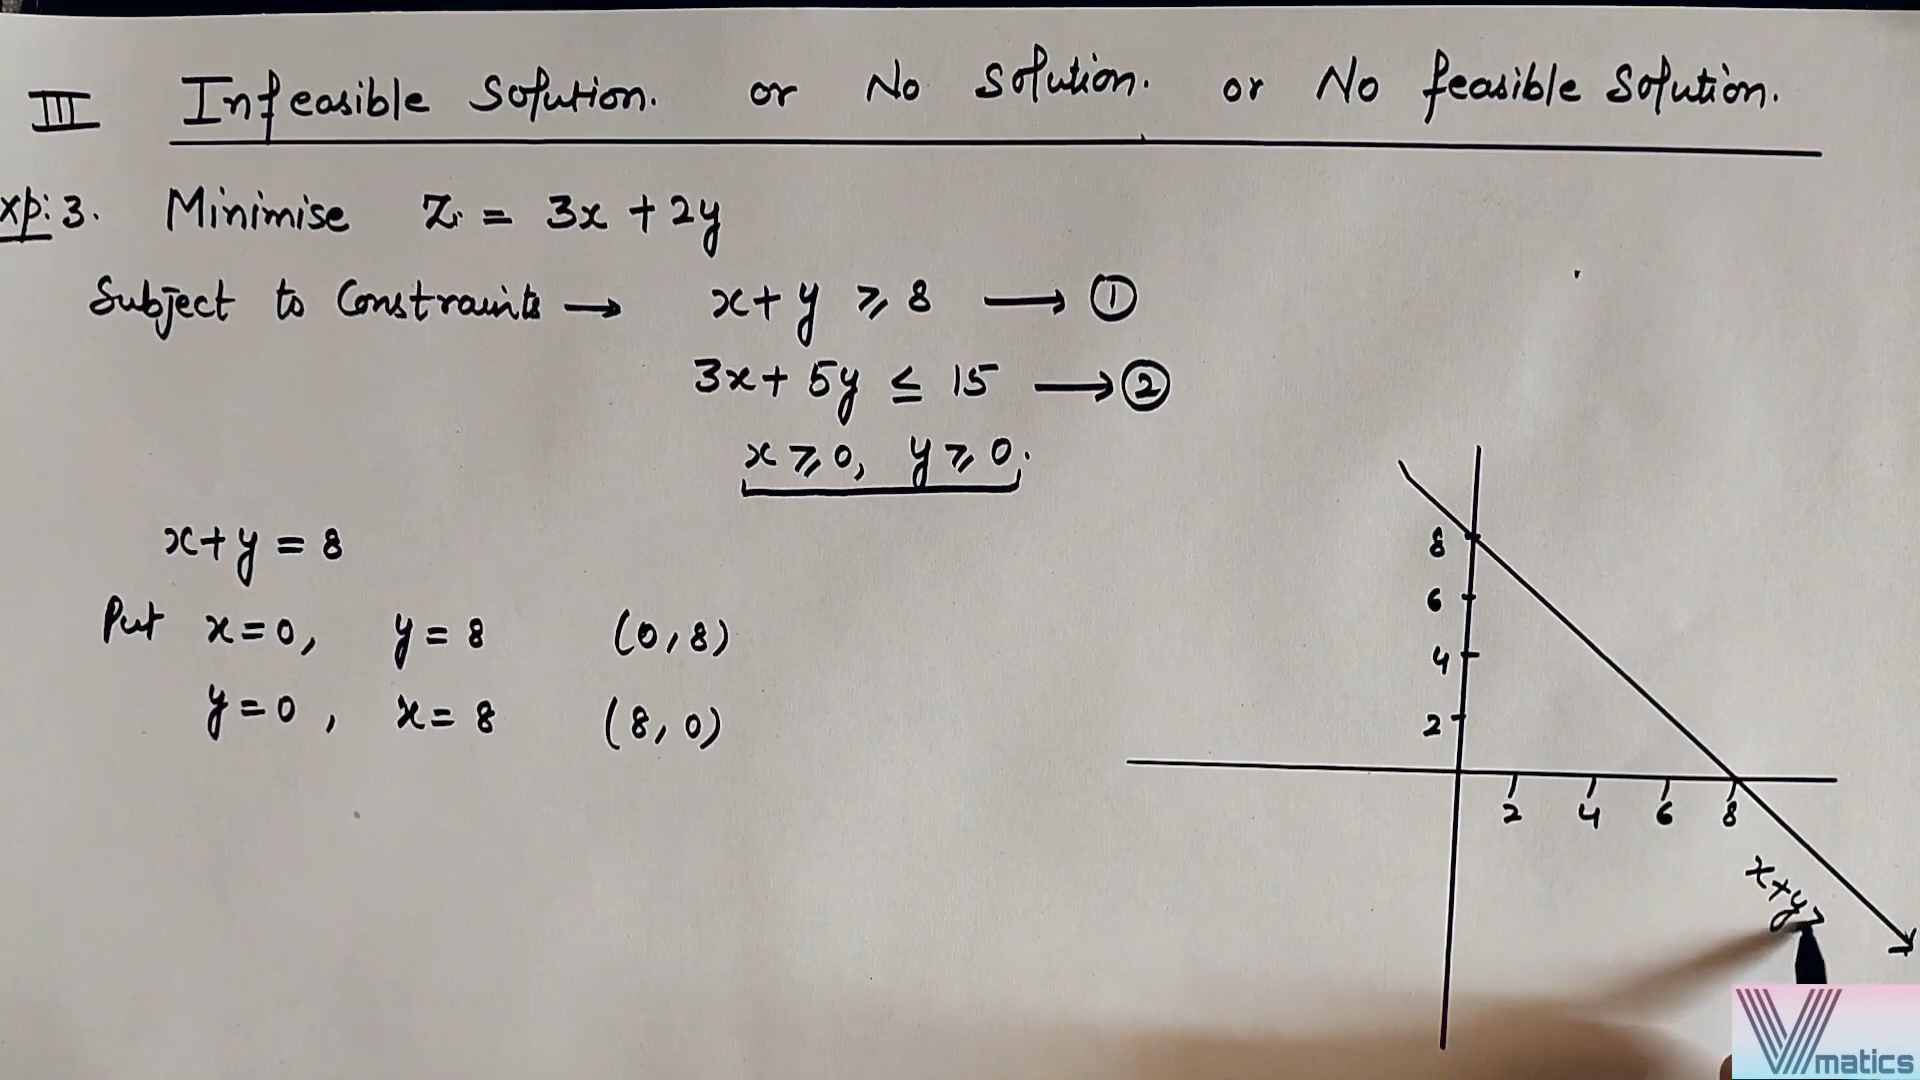 III Infeasible Solution. or No Solution. or No feasible Solution.
xp: 3. Minimise Z = 3x + 2y
Subject to Constraints → x + y ⩾ 8 → ①
3x + 5y ≤ 15 → ②
x ⩾ 0, y ⩾ 0.
x + y = 8
Put x = 0, y = 8 (0, 8)
y = 0, x = 8 (8, 0)
8
6
4
2
2 4 6 8
x+y ⩾
Vmatics